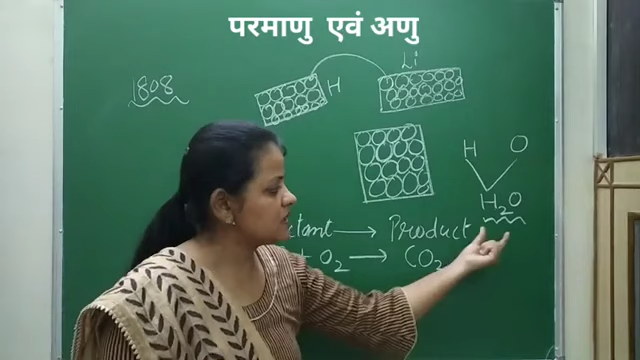 परमाणु एवं अणु
1808
H
Li
H O
H₂O
tant → Product
+ O₂ → CO₂